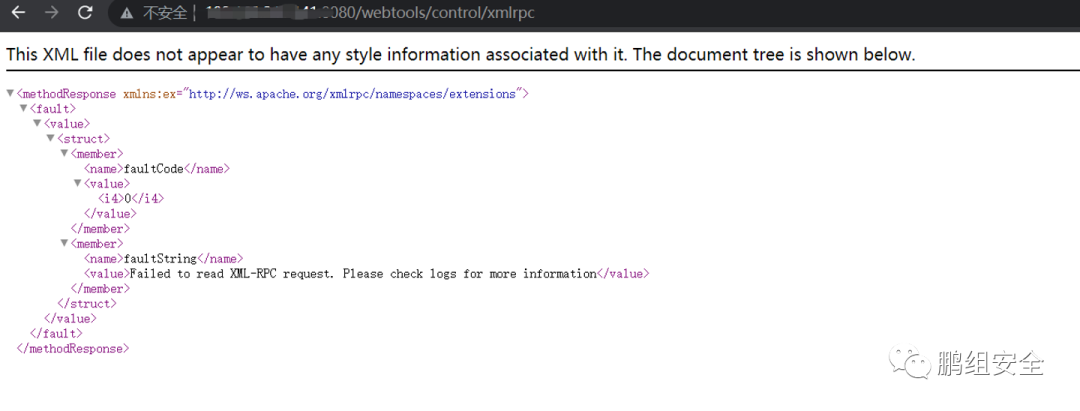 不安全 | :8080/webtools/control/xmlrpc
This XML file does not appear to have any style information associated with it. The document tree is shown below.
▼<methodResponse xmlns:ex="http://ws.apache.org/xmlrpc/namespaces/extensions">
▼<fault>
▼<value>
▼<struct>
▼<member>
<name>faultCode</name>
▼<value>
<i4>0</i4>
</value>
</member>
▼<member>
<name>faultString</name>
<value>Failed to read XML-RPC request. Please check logs for more information</value>
</member>
</struct>
</value>
</fault>
</methodResponse>
鹏组安全